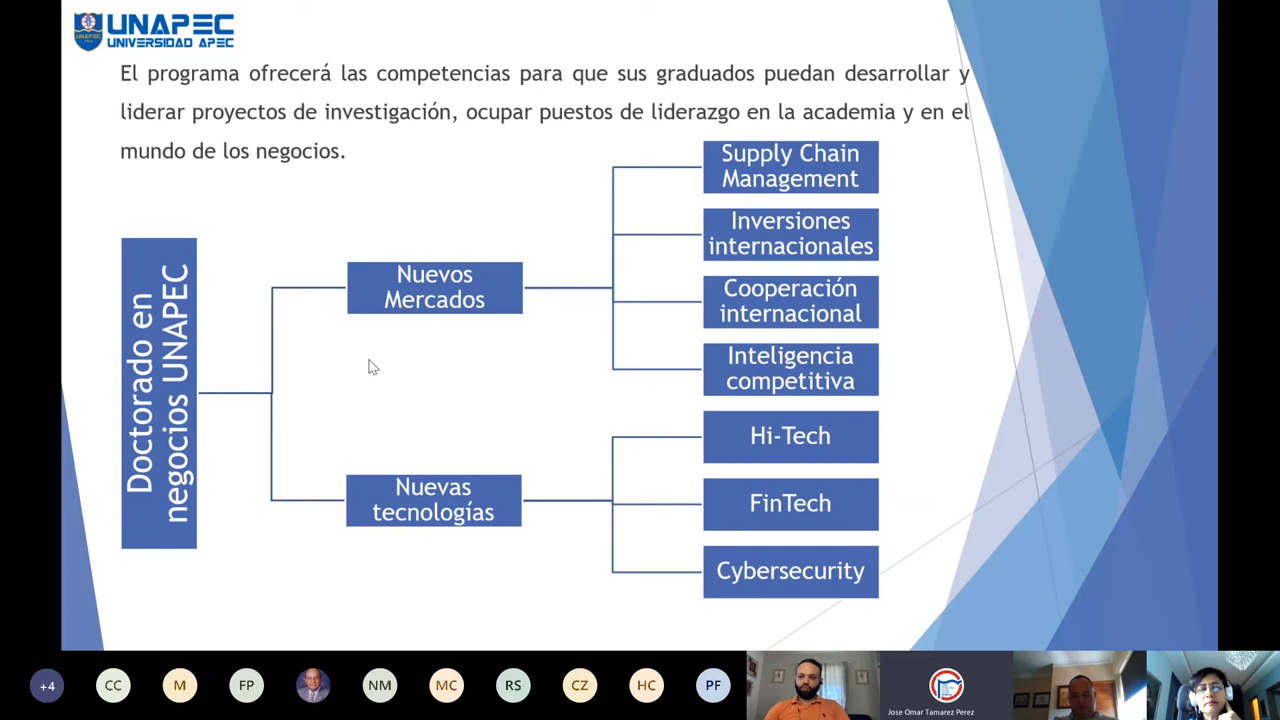 UNAPEC
UNIVERSIDAD APEC
El programa ofrecerá las competencias para que sus graduados puedan desarrollar y
liderar proyectos de investigación, ocupar puestos de liderazgo en la academia y en el
mundo de los negocios.
Doctorado en
negocios UNAPEC
Nuevos
Mercados
Supply Chain
Management
Inversiones
internacionales
Cooperación
internacional
Inteligencia
competitiva
Nuevas
tecnologías
Hi-Tech
FinTech
Cybersecurity
+4
CC
M
FP
NM
MC
RS
CZ
HC
PF
Jose Omar Tamarez Perez